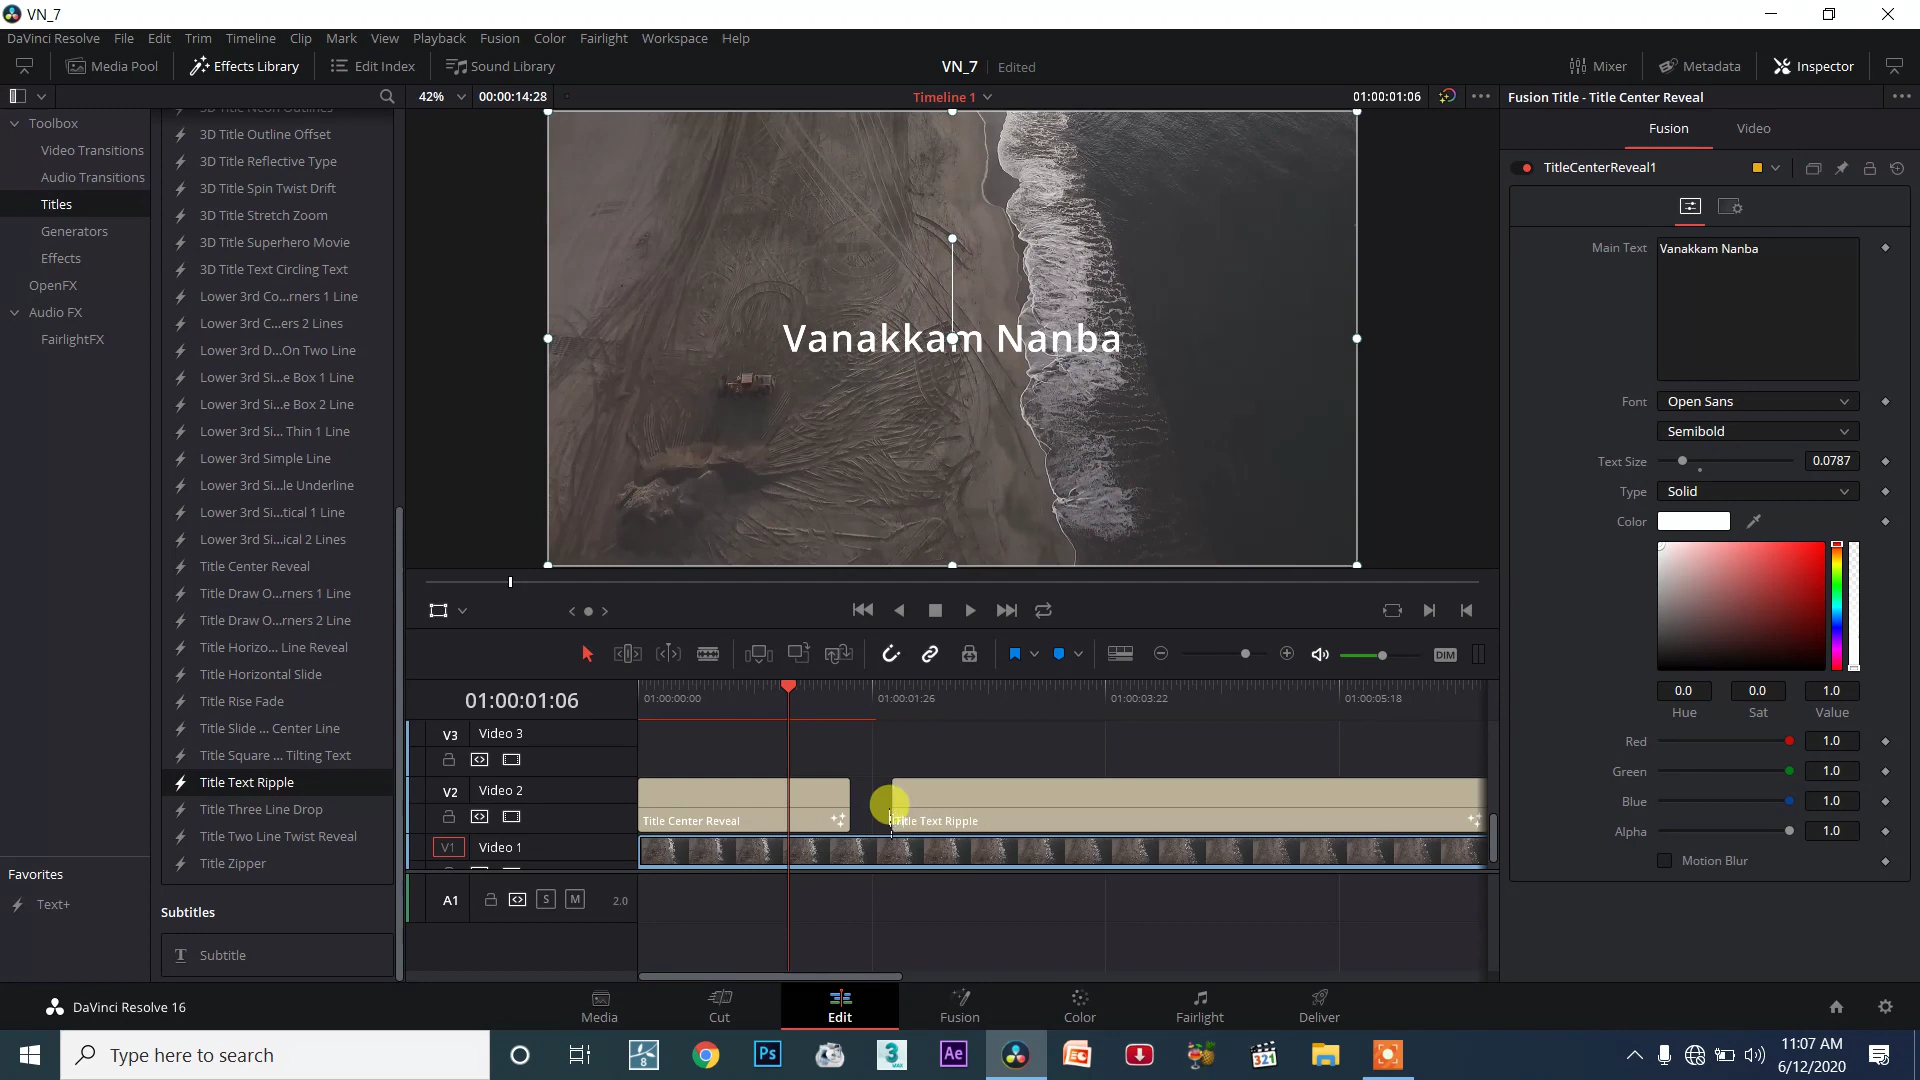 VN_7
DaVinci Resolve File Edit Trim Timeline Clip Mark View Playback Fusion Color Fairlight Workspace Help
Media Pool Effects Library Edit Index Sound Library VN_7 Edited Mixer Metadata Inspector
42% 00:00:14:28 Timeline 1 01:00:01:06 Fusion Title - Title Center Reveal
Toolbox
Video Transitions
Audio Transitions
Titles
Generators
Effects
OpenFX
Audio FX
FairlightFX
Favorites
Text+
3D Title Neon Outlines
3D Title Outline Offset
3D Title Reflective Type
3D Title Spin Twist Drift
3D Title Stretch Zoom
3D Title Superhero Movie
3D Title Text Circling Text
Lower 3rd Co...rners 1 Line
Lower 3rd C...ers 2 Lines
Lower 3rd D...On Two Line
Lower 3rd Si...e Box 1 Line
Lower 3rd Si...e Box 2 Line
Lower 3rd Si... Thin 1 Line
Lower 3rd Simple Line
Lower 3rd Si...le Underline
Lower 3rd Si...tical 1 Line
Lower 3rd Si...ical 2 Lines
Title Center Reveal
Title Draw O...rners 1 Line
Title Draw O...rners 2 Line
Title Horizo... Line Reveal
Title Horizontal Slide
Title Rise Fade
Title Slide ... Center Line
Title Square ... Tilting Text
Title Text Ripple
Title Three Line Drop
Title Two Line Twist Reveal
Title Zipper
Subtitles
T Subtitle
Vanakkam Nanba
DIM
01:00:01:06
01:00:00:00 01:00:01:26 01:00:03:22 01:00:05:18
V3 Video 3
V2 Video 2
Title Center Reveal
Title Text Ripple
V1 Video 1
A1 S M 2.0
Fusion Video
TitleCenterReveal1
Main Text Vanakkam Nanba
Font Open Sans
Semibold
Text Size 0.0787
Type Solid
Color
0.0 0.0 1.0
Hue Sat Value
Red 1.0
Green 1.0
Blue 1.0
Alpha 1.0
Motion Blur
DaVinci Resolve 16
Media Cut Edit Fusion Color Fairlight Deliver
Type here to search
8 Ps 3 MAX Ae 321
11:07 AM
6/12/2020